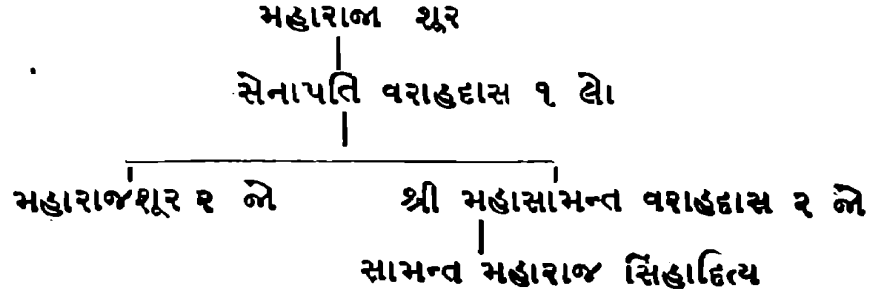 મહારાજા શૂર
સેનાપતિ વરાહદાસ ૧ લો
મહારાજશૂર ૨ જો શ્રી મહાસામન્ત વરાહદાસ ૨ જો
સામન્ત મહારાજ સિંહાદિત્ય